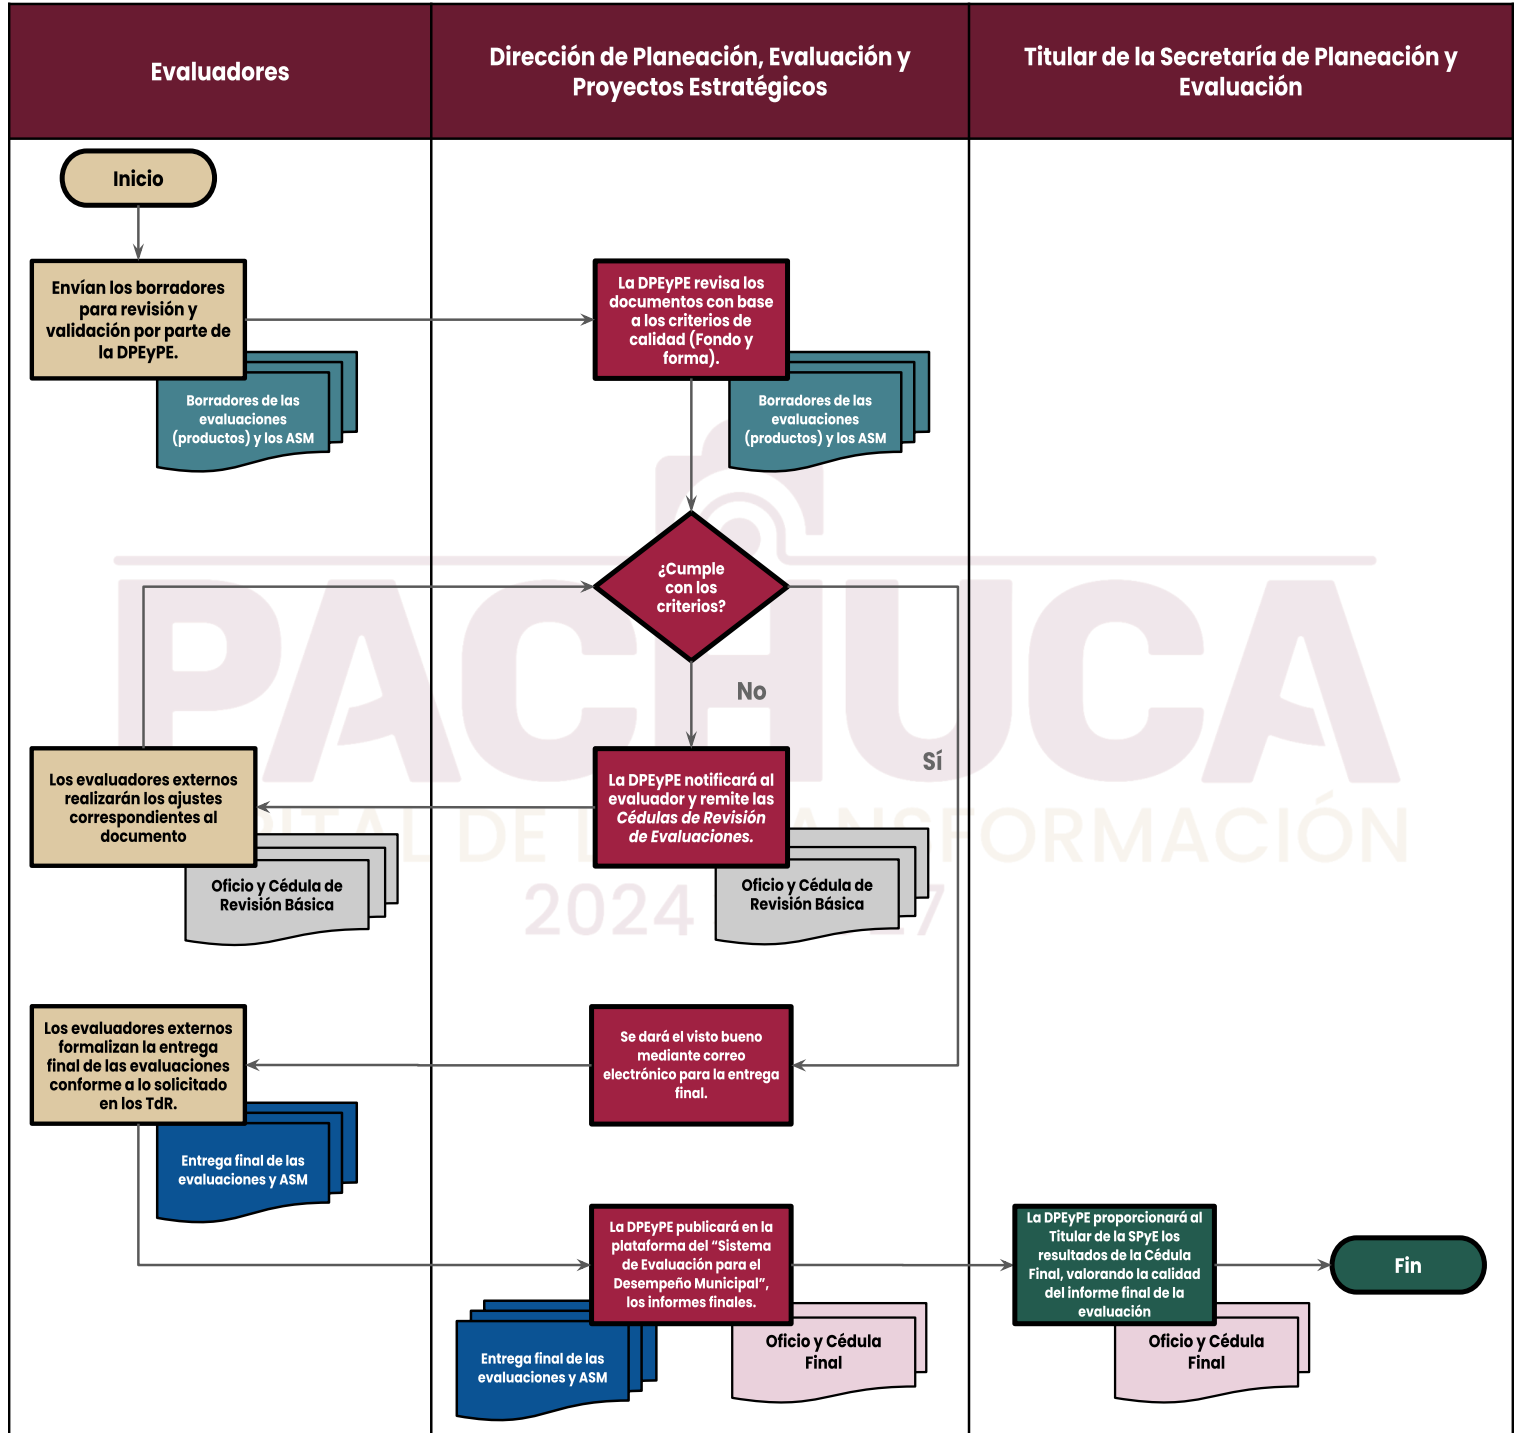 Evaluadores
Dirección de Planeación, Evaluación y
Proyectos Estratégicos
Titular de la Secretaría de Planeación y
Evaluación
Inicio
Envían los borradores
para revisión y
validación por parte de
la DPEyPE.
Borradores de las
evaluaciones
(productos) y los ASM
La DPEyPE revisa los
documentos con base
a los criterios de
calidad (Fondo y
forma).
Borradores de las
evaluaciones
(productos) y los ASM
¿Cumple
con los
criterios?
No
Sí
PACHUCA
ITAL DE L ANSFORMACIÓN
2024 27
La DPEyPE notificará al
evaluador y remite las
Cédulas de Revisión
de Evaluaciones.
Oficio y Cédula de
Revisión Básica
Los evaluadores externos
realizarán los ajustes
correspondientes al
documento
Oficio y Cédula de
Revisión Básica
Se dará el visto bueno
mediante correo
electrónico para la entrega
final.
Los evaluadores externos
formalizan la entrega
final de las evaluaciones
conforme a lo solicitado
en los TdR.
Entrega final de las
evaluaciones y ASM
La DPEyPE publicará en la
plataforma del “Sistema
de Evaluación para el
Desempeño Municipal”,
los informes finales.
Entrega final de las
evaluaciones y ASM
Oficio y Cédula
Final
La DPEyPE proporcionará al
Titular de la SPyE los
resultados de la Cédula
Final, valorando la calidad
del informe final de la
evaluación
Oficio y Cédula
Final
Fin